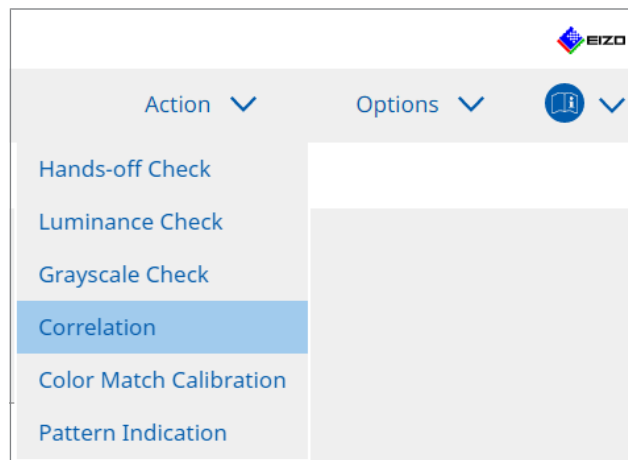 EIZO
Action
Options
Hands-off Check
Luminance Check
Grayscale Check
Correlation
Color Match Calibration
Pattern Indication